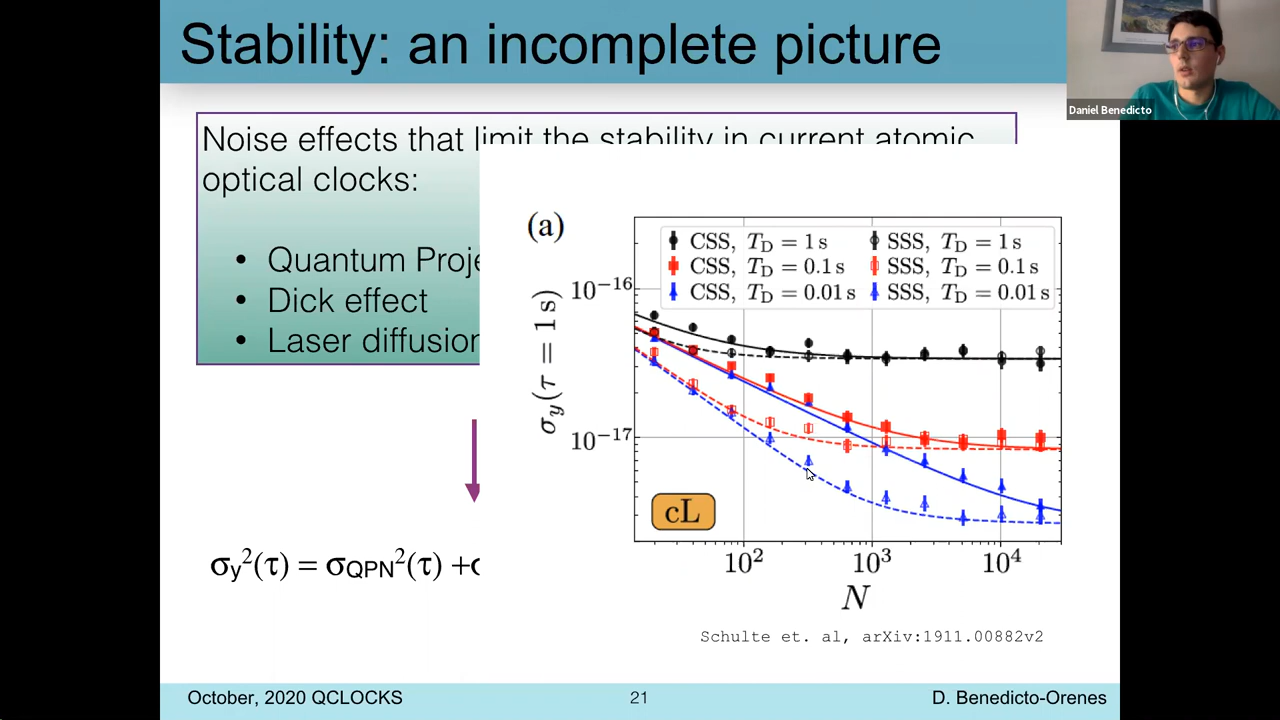 Stability: an incomplete picture
Daniel Benedicto
Noise effects that limit the stability in current atomic
optical clocks:
• Quantum Proje
• Dick effect
• Laser diffusion
σy²(τ) = σQPN²(τ) +σ
(a)
CSS, T_D = 1 s
SSS, T_D = 1 s
CSS, T_D = 0.1 s
SSS, T_D = 0.1 s
CSS, T_D = 0.01 s
SSS, T_D = 0.01 s
σ_y(τ = 1 s)
10⁻¹⁶
10⁻¹⁷
cL
10² 10³ 10⁴
N
Schulte et. al, arXiv:1911.00882v2
October, 2020 QCLOCKS
21
D. Benedicto-Orenes